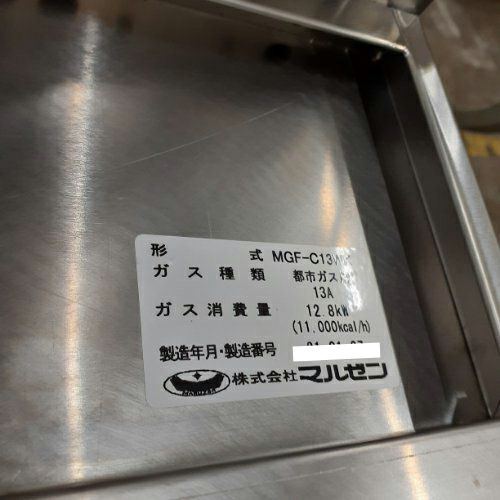 形 式 MGF-C13
ガス種類 都市ガス
13A
ガス消費量 12.8kW
(11,000kcal/h)
製造年月・製造番号
MARUZEN 株式会社マルゼン